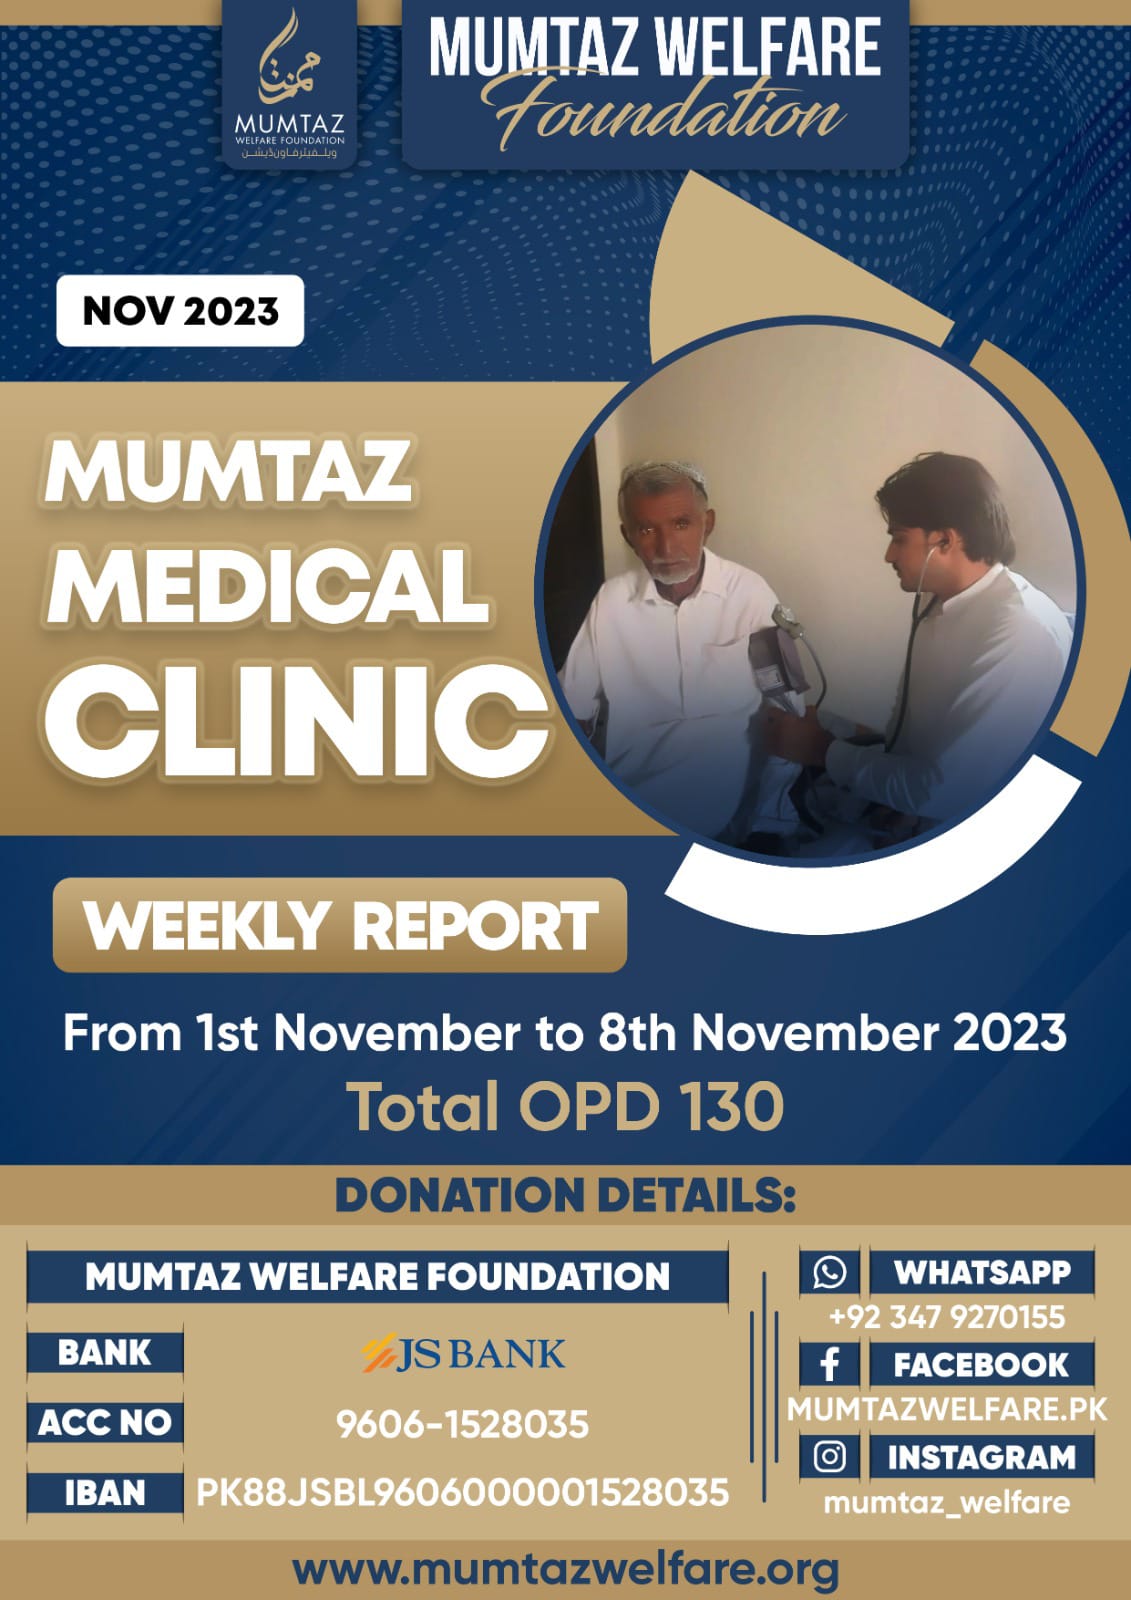 ممتاز
MUMTAZ
WELFARE FOUNDATION
ویلفیئرفاونڈیشن
MUMTAZ WELFARE
Foundation
NOV 2023
MUMTAZ
MEDICAL
CLINIC
WEEKLY REPORT
From 1st November to 8th November 2023
Total OPD 130
DONATION DETAILS:
MUMTAZ WELFARE FOUNDATION
BANK
JS BANK
ACC NO
9606-1528035
IBAN
PK88JSBL9606000001528035
WHATSAPP
+92 347 9270155
FACEBOOK
MUMTAZWELFARE.PK
INSTAGRAM
mumtaz_welfare
www.mumtazwelfare.org